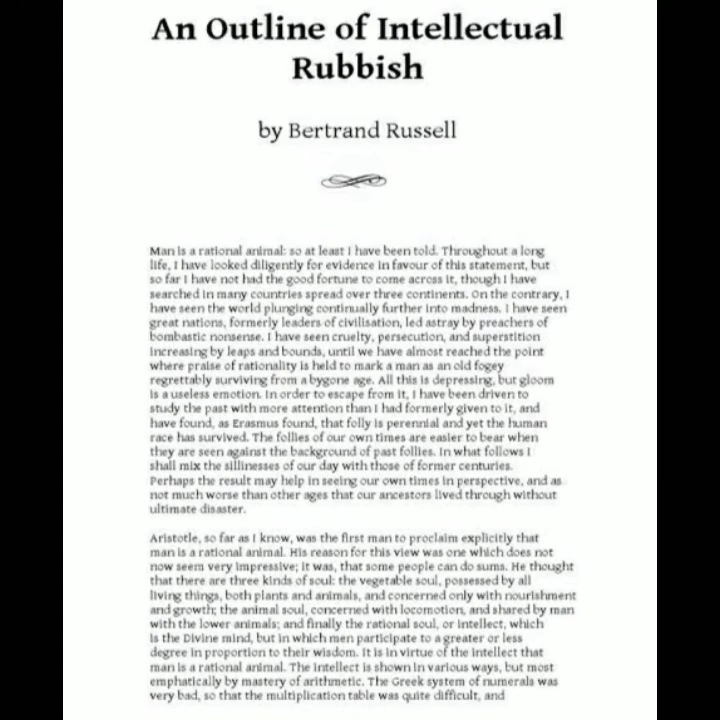 An Outline of Intellectual
Rubbish
by Bertrand Russell
Man is a rational animal: so at least I have been told. Throughout a long
life, I have looked diligently for evidence in favour of this statement, but
so far I have not had the good fortune to come across it, though I have
searched in many countries spread over three continents. On the contrary, I
have seen the world plunging continually further into madness. I have seen
great nations, formerly leaders of civilisation, led astray by preachers of
bombastic nonsense. I have seen cruelty, persecution, and superstition
increasing by leaps and bounds, until we have almost reached the point
where praise of rationality is held to mark a man as an old fogey
regrettably surviving from a bygone age. All this is depressing, but gloom
is a useless emotion. In order to escape from it, I have been driven to
study the past with more attention than I had formerly given to it, and
have found, as Erasmus found, that folly is perennial and yet the human
race has survived. The follies of our own times are easier to bear when
they are seen against the background of past follies. In what follows I
shall mix the sillinesses of our day with those of former centuries.
Perhaps the result may help in seeing our own times in perspective, and as
not much worse than other ages that our ancestors lived through without
ultimate disaster.
Aristotle, so far as I know, was the first man to proclaim explicitly that
man is a rational animal. His reason for this view was one which does not
now seem very impressive; it was, that some people can do sums. He thought
that there are three kinds of soul: the vegetable soul, possessed by all
living things, both plants and animals, and concerned only with nourishment
and growth; the animal soul, concerned with locomotion, and shared by man
with the lower animals; and finally the rational soul, or intellect, which
is the Divine mind, but in which men participate to a greater or less
degree in proportion to their wisdom. It is in virtue of the intellect that
man is a rational animal. The intellect is shown in various ways, but most
emphatically by mastery of arithmetic. The Greek system of numerals was
very bad, so that the multiplication table was quite difficult, and